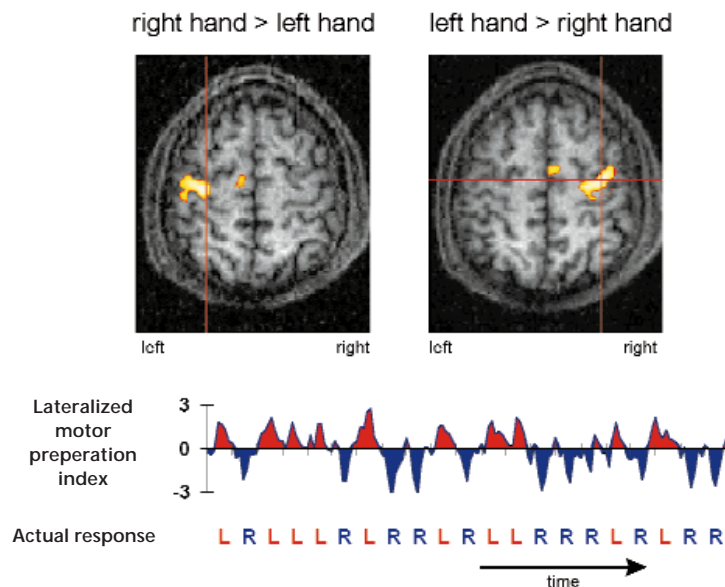 right hand > left hand
left hand > right hand
left
right
left
right
Lateralized
motor
preperation
index
3
0
-3
Actual response
L R L L L R L R R L R L L R R R L R L R R
time